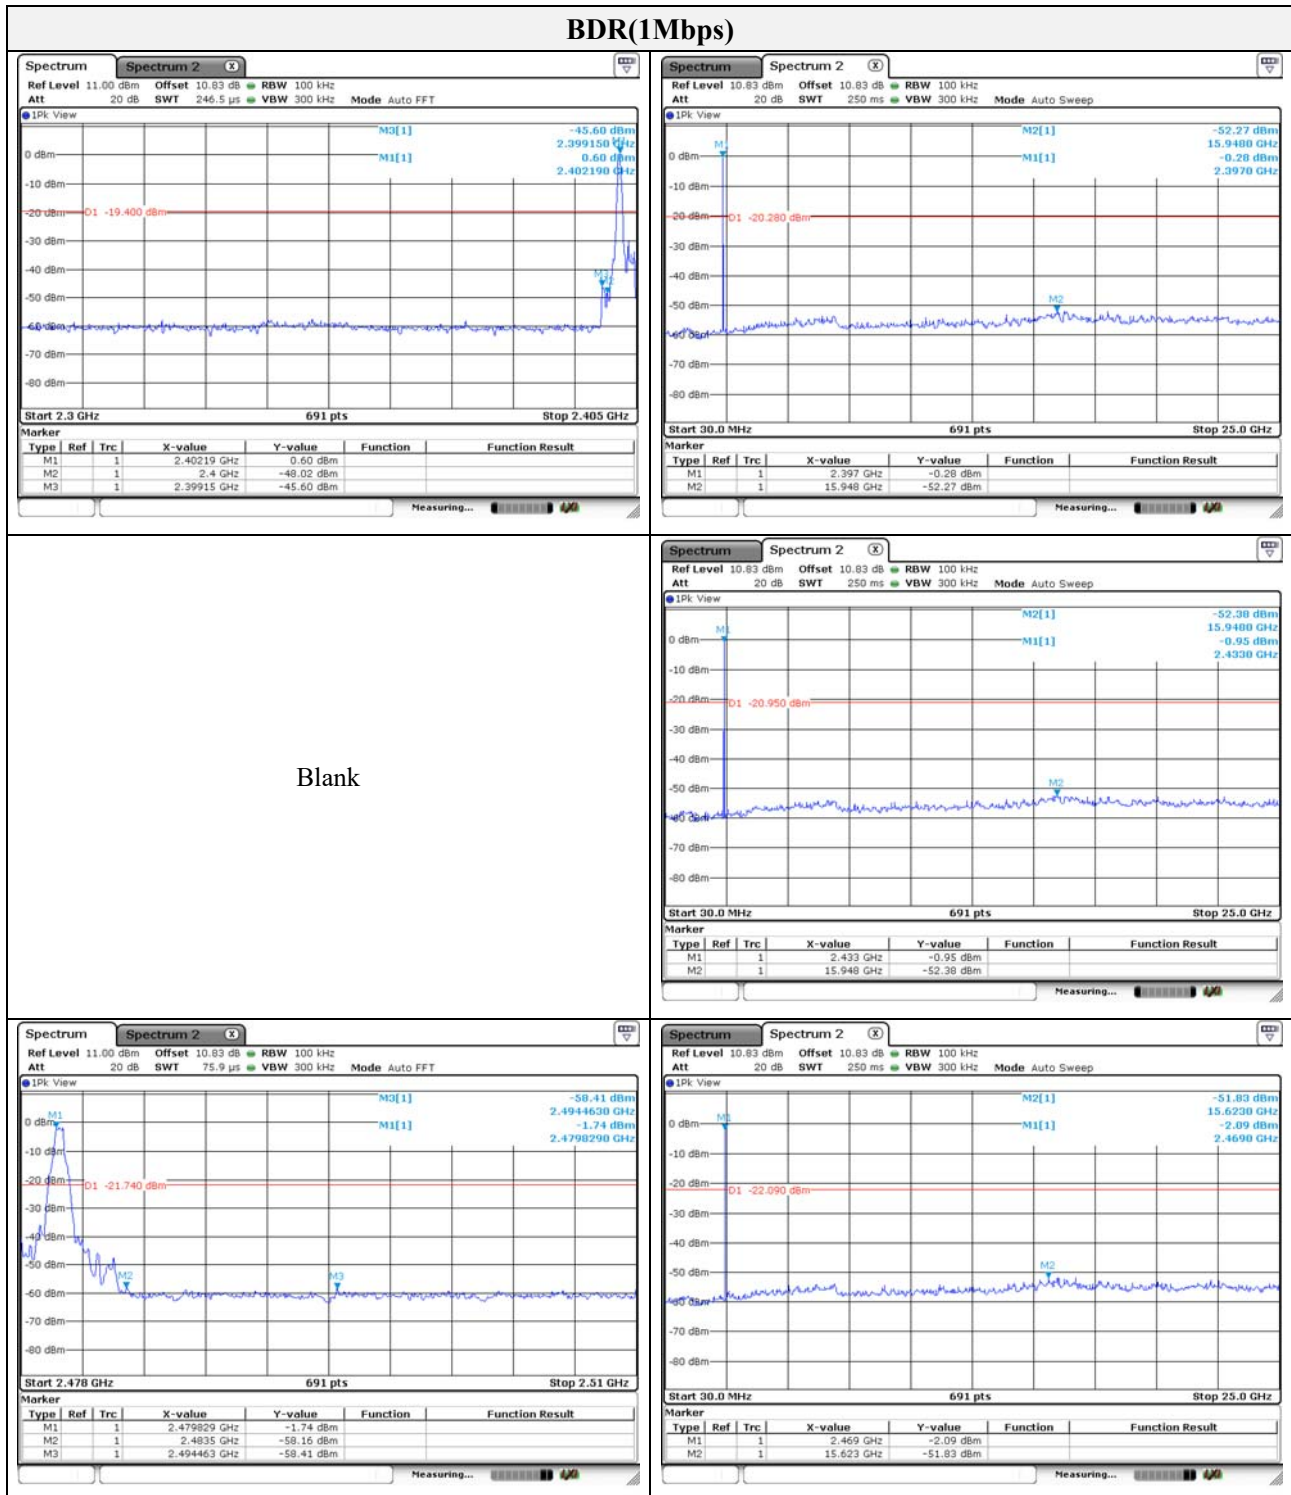 BDR(1Mbps)
Spectrum Spectrum 2 X
Ref Level 11.00 dBm Offset 10.83 dB RBW 100 kHz
Att 20 dB SWT 246.5 µs VBW 300 kHz Mode Auto FFT
1Pk View
M3[1] -45.60 dBm
2.399150 GHz
M1[1] 0.60 dBm
2.402190 GHz
0 dBm
-10 dBm
-20 dBm
D1 -19.400 dBm
-30 dBm
-40 dBm
M3
-50 dBm
-60 dBm
-70 dBm
-80 dBm
Start 2.3 GHz 691 pts Stop 2.405 GHz
Marker
Type Ref Trc X-value Y-value Function Function Result
M1 1 2.40219 GHz 0.60 dBm
M2 1 2.4 GHz -48.02 dBm
M3 1 2.39915 GHz -45.60 dBm
Measuring...
Spectrum Spectrum 2 X
Ref Level 10.83 dBm Offset 10.83 dB RBW 100 kHz
Att 20 dB SWT 250 ms VBW 300 kHz Mode Auto Sweep
1Pk View
M2[1] -52.27 dBm
15.9480 GHz
M1[1] -0.28 dBm
2.3970 GHz
M1
0 dBm
-10 dBm
-20 dBm
D1 -20.280 dBm
-30 dBm
-40 dBm
-50 dBm
M2
-60 dBm
-70 dBm
-80 dBm
Start 30.0 MHz 691 pts Stop 25.0 GHz
Marker
Type Ref Trc X-value Y-value Function Function Result
M1 1 2.397 GHz -0.28 dBm
M2 1 15.948 GHz -52.27 dBm
Measuring...
Blank
Spectrum Spectrum 2 X
Ref Level 10.83 dBm Offset 10.83 dB RBW 100 kHz
Att 20 dB SWT 250 ms VBW 300 kHz Mode Auto Sweep
1Pk View
M2[1] -52.38 dBm
15.9480 GHz
M1[1] -0.95 dBm
2.4330 GHz
M1
0 dBm
-10 dBm
-20 dBm
D1 -20.950 dBm
-30 dBm
-40 dBm
-50 dBm
M2
-60 dBm
-70 dBm
-80 dBm
Start 30.0 MHz 691 pts Stop 25.0 GHz
Marker
Type Ref Trc X-value Y-value Function Function Result
M1 1 2.433 GHz -0.95 dBm
M2 1 15.948 GHz -52.38 dBm
Measuring...
Spectrum Spectrum 2 X
Ref Level 11.00 dBm Offset 10.83 dB RBW 100 kHz
Att 20 dB SWT 75.9 µs VBW 300 kHz Mode Auto FFT
1Pk View
M3[1] -58.41 dBm
2.4944630 GHz
M1[1] -1.74 dBm
2.4798290 GHz
M1
0 dBm
-10 dBm
-20 dBm
D1 -21.740 dBm
-30 dBm
-40 dBm
-50 dBm
M2 M3
-60 dBm
-70 dBm
-80 dBm
Start 2.478 GHz 691 pts Stop 2.51 GHz
Marker
Type Ref Trc X-value Y-value Function Function Result
M1 1 2.479829 GHz -1.74 dBm
M2 1 2.4835 GHz -58.16 dBm
M3 1 2.494463 GHz -58.41 dBm
Measuring...
Spectrum Spectrum 2 X
Ref Level 10.83 dBm Offset 10.83 dB RBW 100 kHz
Att 20 dB SWT 250 ms VBW 300 kHz Mode Auto Sweep
1Pk View
M2[1] -51.83 dBm
15.6230 GHz
M1[1] -2.09 dBm
2.4690 GHz
M1
0 dBm
-10 dBm
-20 dBm
D1 -22.090 dBm
-30 dBm
-40 dBm
-50 dBm
M2
-60 dBm
-70 dBm
-80 dBm
Start 30.0 MHz 691 pts Stop 25.0 GHz
Marker
Type Ref Trc X-value Y-value Function Function Result
M1 1 2.469 GHz -2.09 dBm
M2 1 15.623 GHz -51.83 dBm
Measuring...